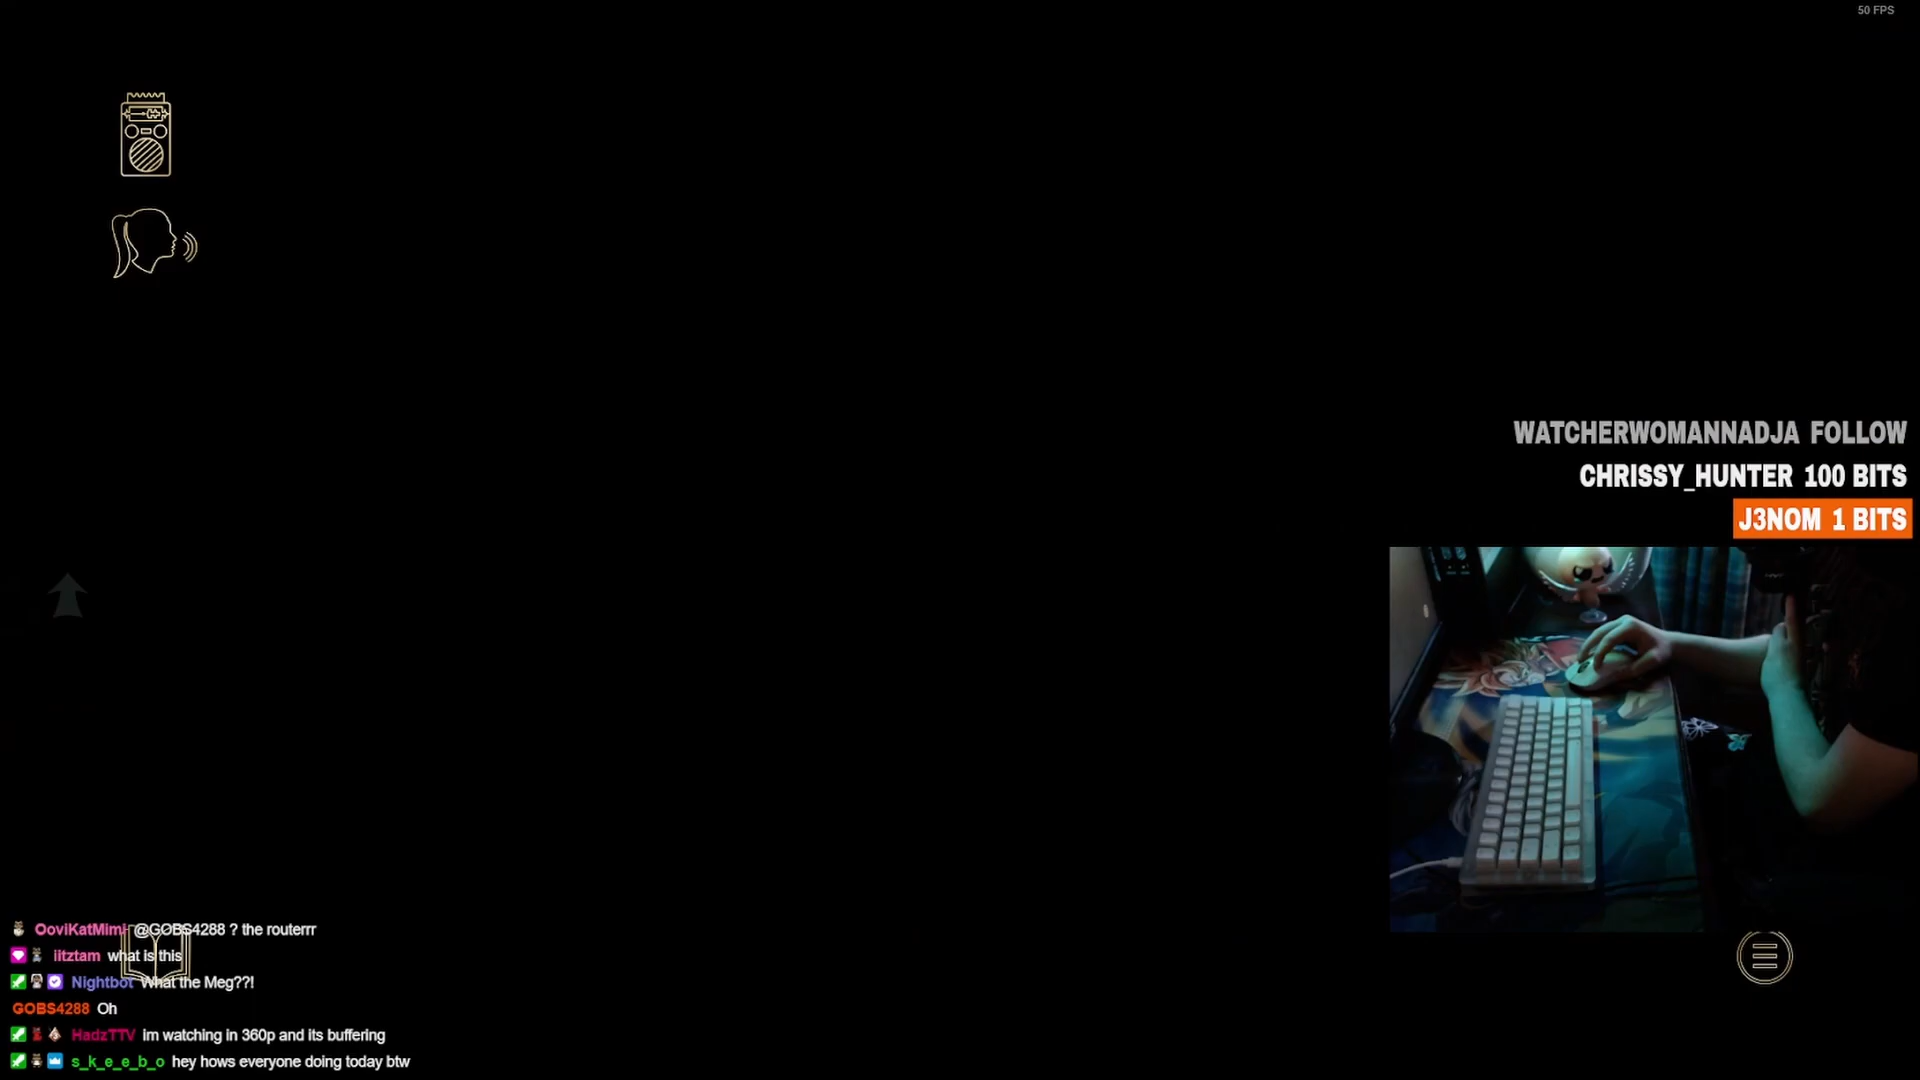 50 FPS
WATCHERWOMANNADJA FOLLOW
CHRISSY_HUNTER 100 BITS
J3NOM 1 BITS
OoviKatMimi @GOBS4288 ? the routerrr
iitztam what is this
Nightbot What the Meg??!
GOBS4288 Oh
HadzTTV im watching in 360p and its buffering
s_k_e_e_b_o hey hows everyone doing today btw